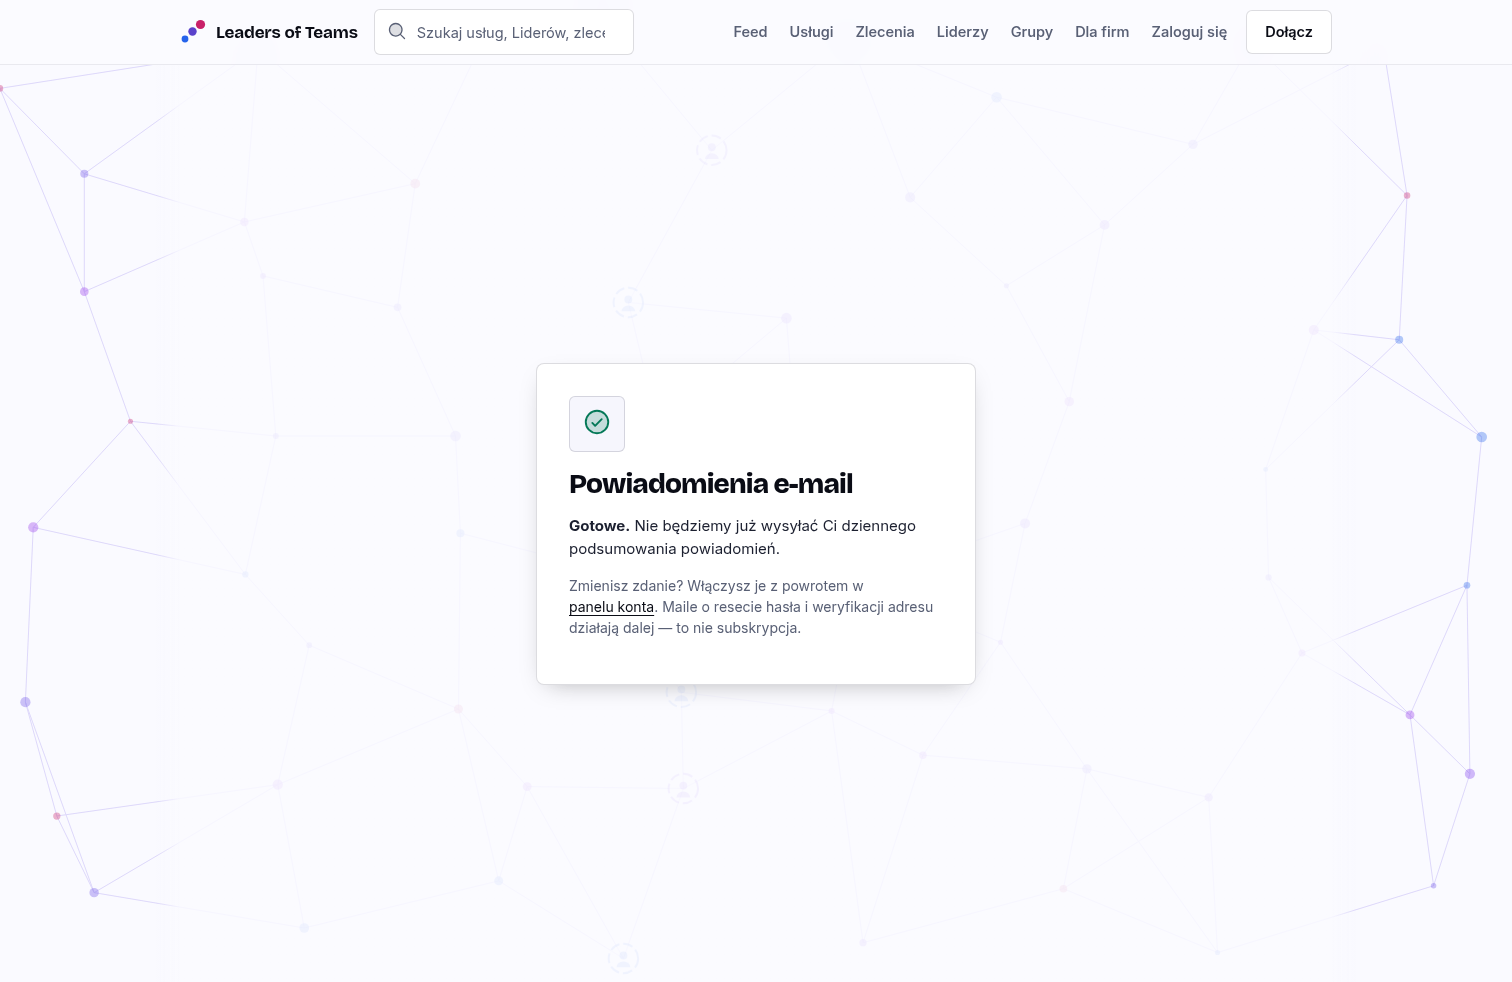 Leaders of Teams
Szukaj usług, Liderów, zlec
Feed
Usługi
Zlecenia
Liderzy
Grupy
Dla firm
Zaloguj się
Dołącz
Powiadomienia e-mail
Gotowe. Nie będziemy już wysyłać Ci dziennego
podsumowania powiadomień.
Zmienisz zdanie? Włączysz je z powrotem w
panelu konta. Maile o resecie hasła i weryfikacji adresu
działają dalej — to nie subskrypcja.